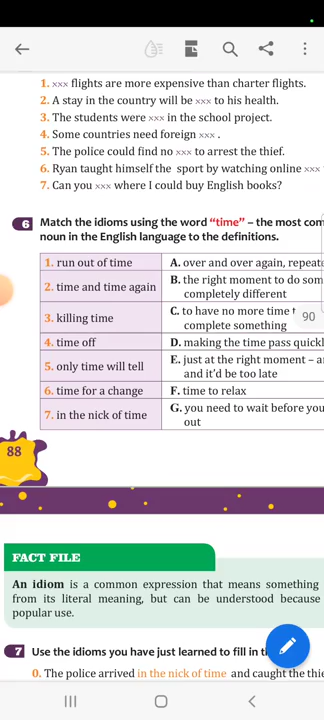 1. xxx flights are more expensive than charter flights.
2. A stay in the country will be xxx to his health.
3. The students were xxx in the school project.
4. Some countries need foreign xxx .
5. The police could find no xxx to arrest the thief.
6. Ryan taught himself the sport by watching online xxx
7. Can you xxx where I could buy English books?
6 Match the idioms using the word "time" – the most com
noun in the English language to the definitions.
1. run out of time
A. over and over again, repeat
2. time and time again
B. the right moment to do som
completely different
3. killing time
C. to have no more time t
complete something
90
4. time off
D. making the time pass quickl
5. only time will tell
E. just at the right moment – a
and it'd be too late
6. time for a change
F. time to relax
7. in the nick of time
G. you need to wait before you
out
88
FACT FILE
An idiom is a common expression that means something
from its literal meaning, but can be understood because
popular use.
7 Use the idioms you have just learned to fill in th
0. The police arrived in the nick of time and caught the thie